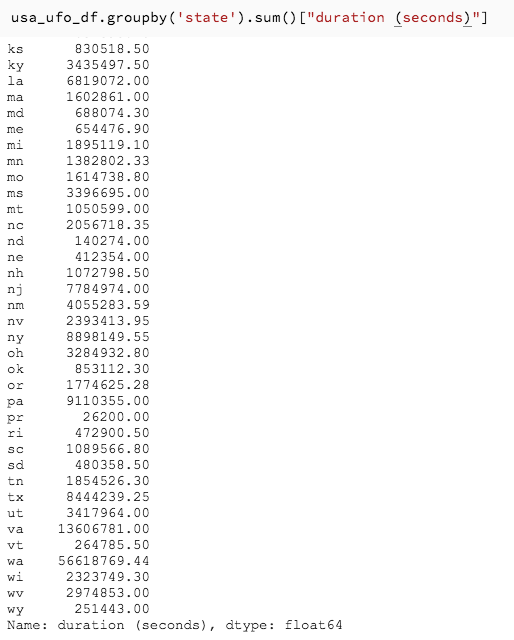 usa_ufo_df.groupby('state').sum()["duration (seconds)"]
ks 830518.50
ky 3435497.50
la 6819072.00
ma 1602861.00
md 688074.30
me 654476.90
mi 1895119.10
mn 1382802.33
mo 1614738.80
ms 3396695.00
mt 1050599.00
nc 2056718.35
nd 140274.00
ne 412354.00
nh 1072798.50
nj 7784974.00
nm 4055283.59
nv 2393413.95
ny 8898149.55
oh 3284932.80
ok 853112.30
or 1774625.28
pa 9110355.00
pr 26200.00
ri 472900.50
sc 1089566.80
sd 480358.50
tn 1854526.30
tx 8444239.25
ut 3417964.00
va 13606781.00
vt 264785.50
wa 56618769.44
wi 2323749.30
wv 2974853.00
wy 251443.00
Name: duration (seconds), dtype: float64